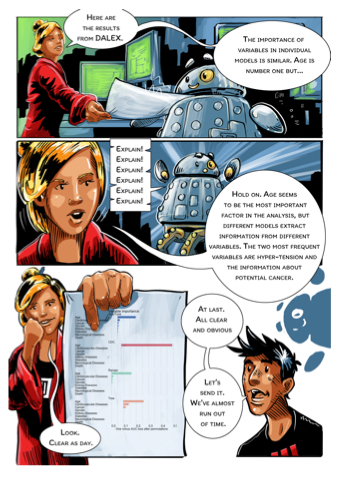 HERE ARE
THE RESULTS
FROM DALEX.
THE IMPORTANCE OF
VARIABLES IN INDIVIDUAL
MODELS IS SIMILAR. AGE IS
NUMBER ONE BUT...
EXPLAIN!
EXPLAIN!
EXPLAIN!
EXPLAIN!
EXPLAIN!
EXPLAIN!
HOLD ON. AGE SEEMS
TO BE THE MOST IMPORTANT
FACTOR IN THE ANALYSIS, BUT
DIFFERENT MODELS EXTRACT
INFORMATION FROM DIFFERENT
VARIABLES. THE TWO MOST FREQUENT
VARIABLES ARE HYPER-TENSION AND
THE INFORMATION ABOUT
POTENTIAL CANCER.
AT LAST.
ALL CLEAR
AND OBVIOUS
LET'S
SEND IT.
WE'VE ALMOST
RUN OUT
OF TIME.
LOOK.
CLEAR AS DAY.